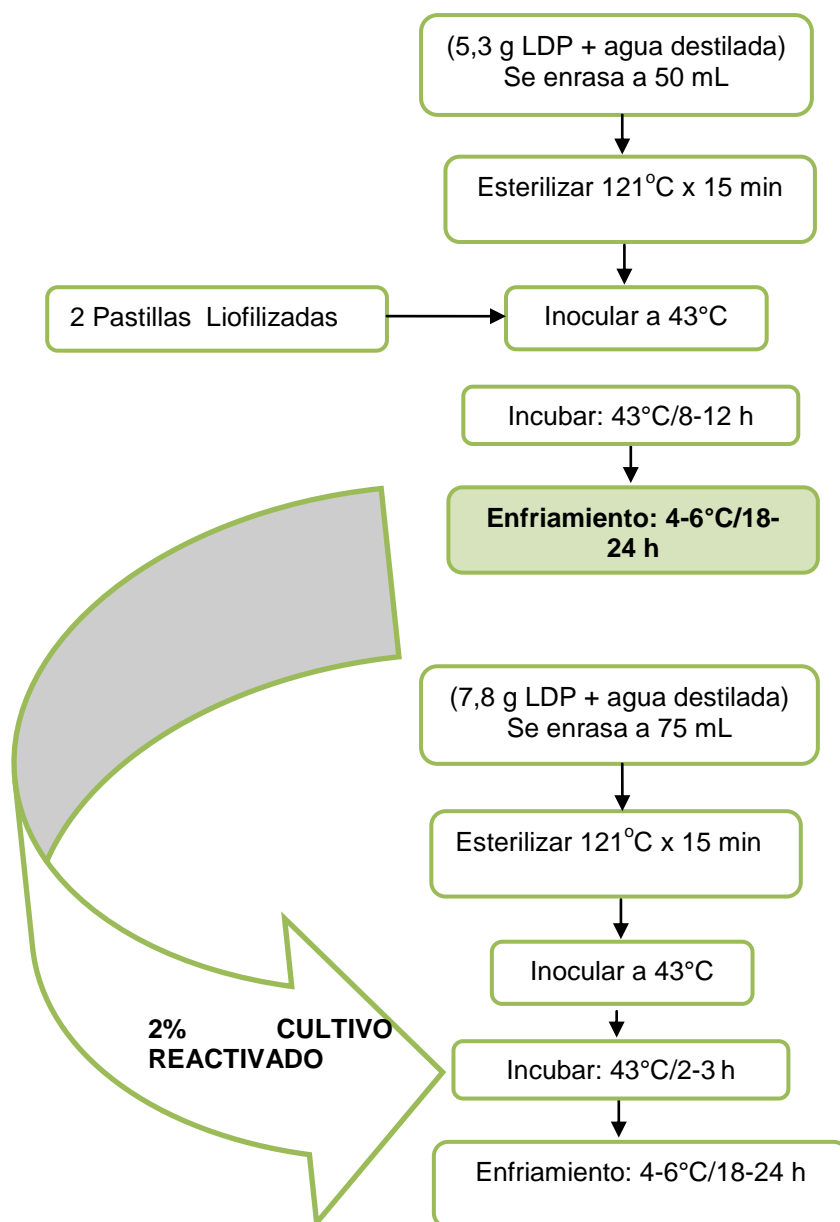 (5,3 g LDP + agua destilada)
Se enrasa a 50 mL
Esterilizar 121°C x 15 min
2 Pastillas Liofilizadas
Inocular a 43°C
Incubar: 43°C/8-12 h
Enfriamiento: 4-6°C/18-
24 h
(7,8 g LDP + agua destilada)
Se enrasa a 75 mL
Esterilizar 121°C x 15 min
Inocular a 43°C
2% CULTIVO
REACTIVADO
Incubar: 43°C/2-3 h
Enfriamiento: 4-6°C/18-24 h